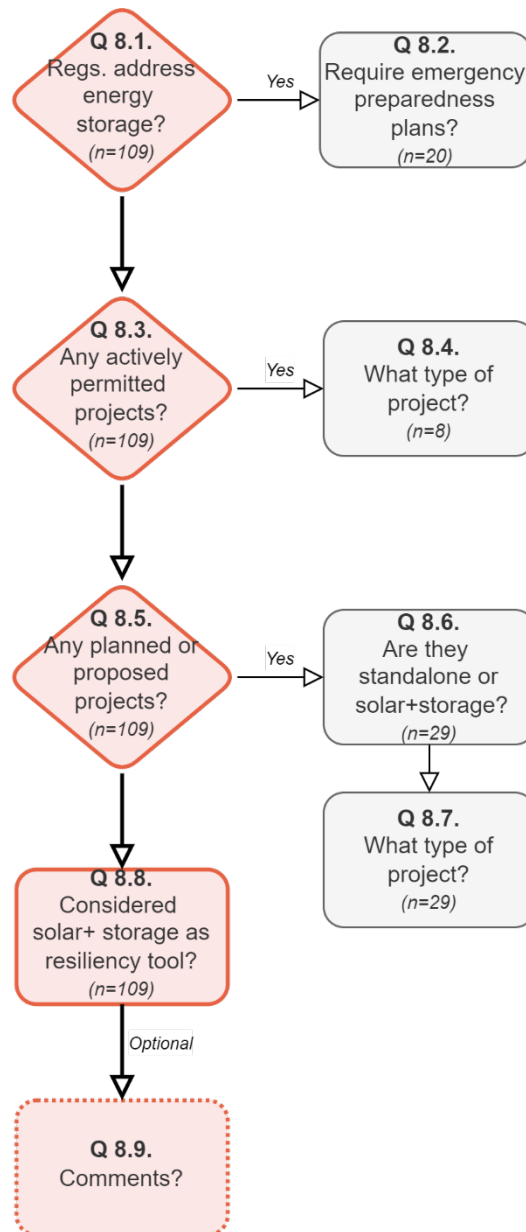 Q 8.1.
Regs. address
energy
storage?
(n=109)
Yes
Q 8.2.
Require emergency
preparedness
plans?
(n=20)
Q 8.3.
Any actively
permitted
projects?
(n=109)
Yes
Q 8.4.
What type of
project?
(n=8)
Q 8.5.
Any planned or
proposed
projects?
(n=109)
Yes
Q 8.6.
Are they
standalone or
solar+storage?
(n=29)
Q 8.7.
What type of
project?
(n=29)
Q 8.8.
Considered
solar+ storage as
resiliency tool?
(n=109)
Optional
Q 8.9.
Comments?